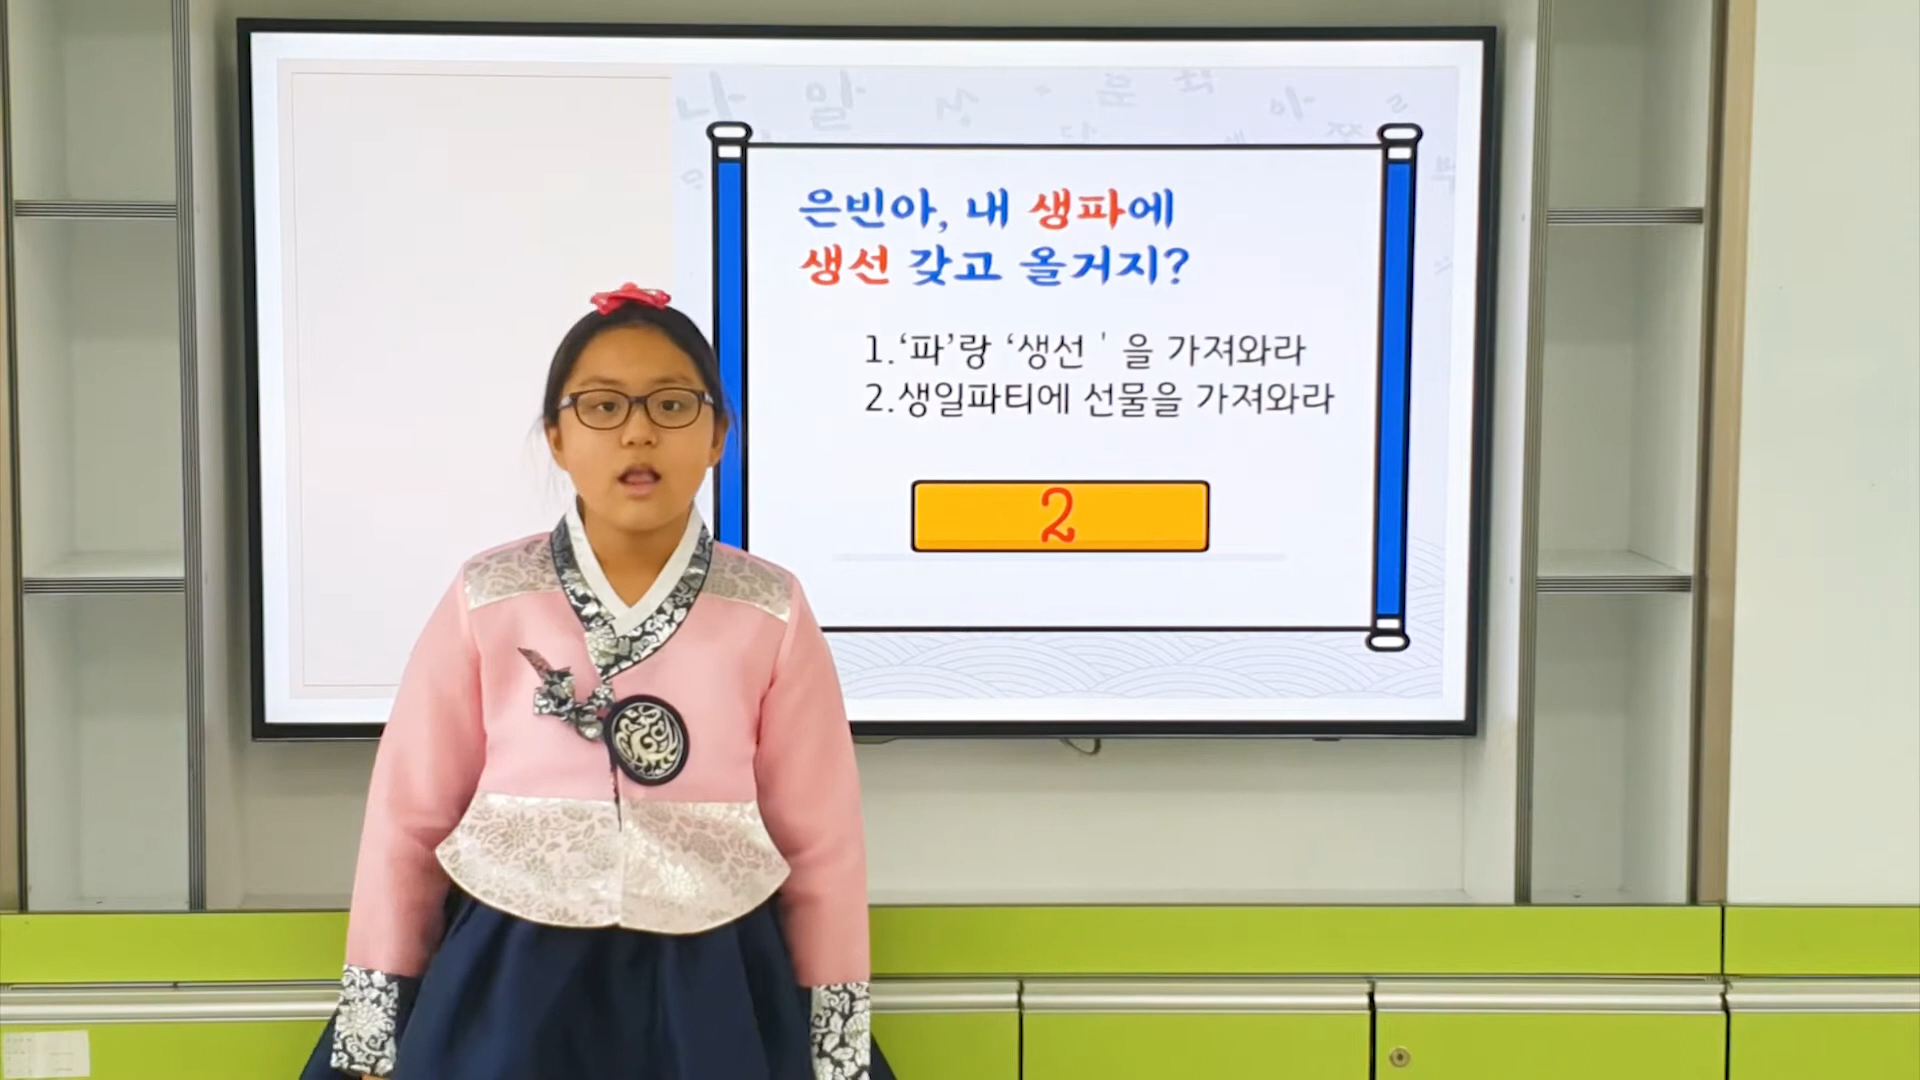 은빈아, 내 생파에
생선 갖고 올거지?
1.‘파’랑 ‘생선 ' 을 가져와라
2.생일파티에 선물을 가져와라
2